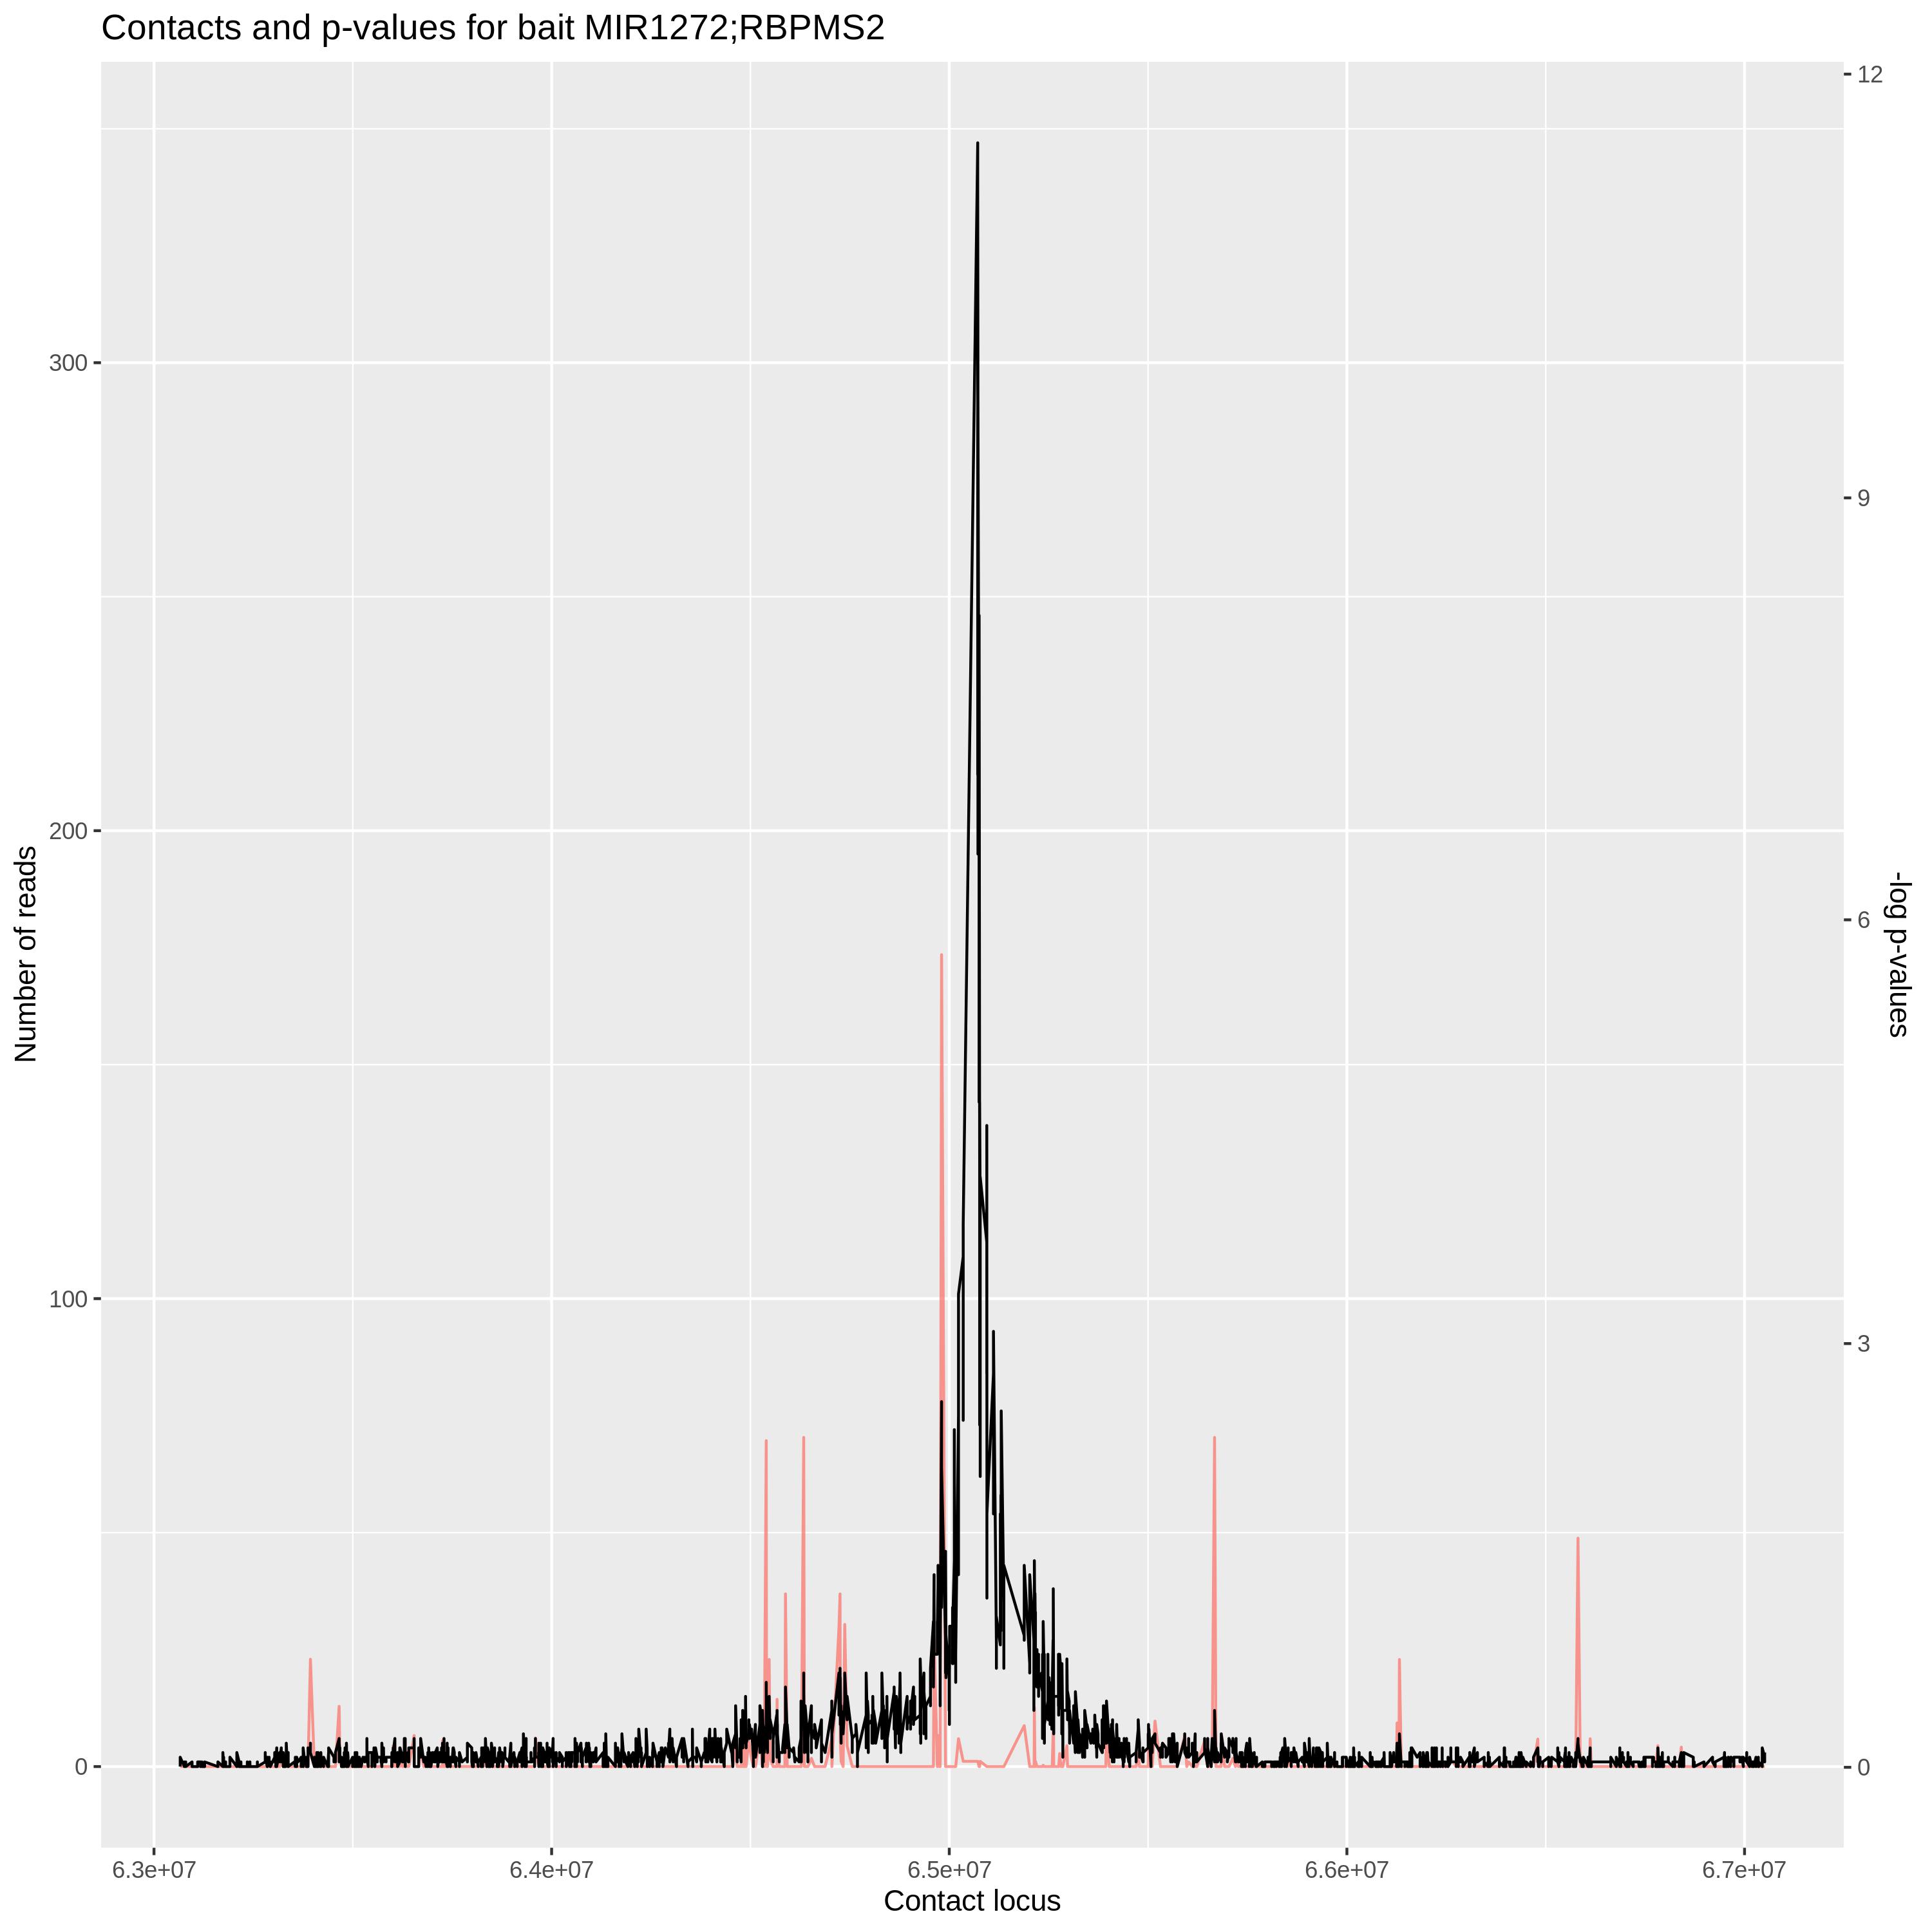 Contacts and p-values for bait MIR1272;RBPMS2
12
9
6
3
0
-log p-values
300
200
100
0
Number of reads
6.3e+07 6.4e+07 6.5e+07 6.6e+07 6.7e+07
Contact locus